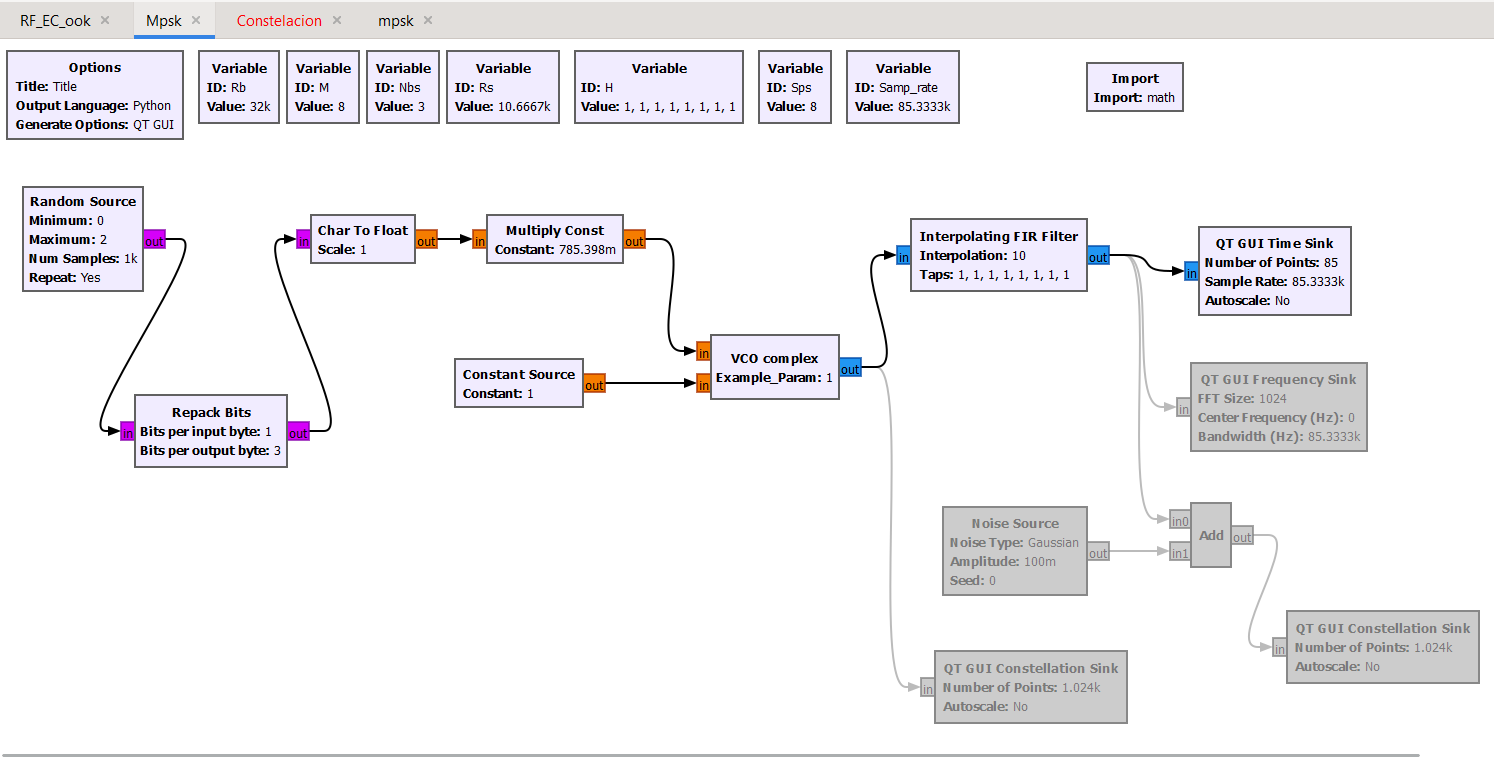 RF_EC_ook × Mpsk × Constelacion × mpsk ×
Options
Title: Title
Output Language: Python
Generate Options: QT GUI
Variable
ID: Rb
Value: 32k
Variable
ID: M
Value: 8
Variable
ID: Nbs
Value: 3
Variable
ID: Rs
Value: 10.6667k
Variable
ID: H
Value: 1, 1, 1, 1, 1, 1, 1, 1
Variable
ID: Sps
Value: 8
Variable
ID: Samp_rate
Value: 85.3333k
Import
Import: math
Random Source
Minimum: 0
Maximum: 2
Num Samples: 1k
Repeat: Yes
out
in
Repack Bits
Bits per input byte: 1
Bits per output byte: 3
out
in
Char To Float
Scale: 1
out
in
Multiply Const
Constant: 785.398m
out
Constant Source
Constant: 1
out
in
in
VCO complex
Example_Param: 1
out
in
Interpolating FIR Filter
Interpolation: 10
Taps: 1, 1, 1, 1, 1, 1, 1, 1
out
in
QT GUI Time Sink
Number of Points: 85
Sample Rate: 85.3333k
Autoscale: No
in
QT GUI Frequency Sink
FFT Size: 1024
Center Frequency (Hz): 0
Bandwidth (Hz): 85.3333k
Noise Source
Noise Type: Gaussian
Amplitude: 100m
Seed: 0
out
in0
in1
Add
out
in
QT GUI Constellation Sink
Number of Points: 1.024k
Autoscale: No
in
QT GUI Constellation Sink
Number of Points: 1.024k
Autoscale: No